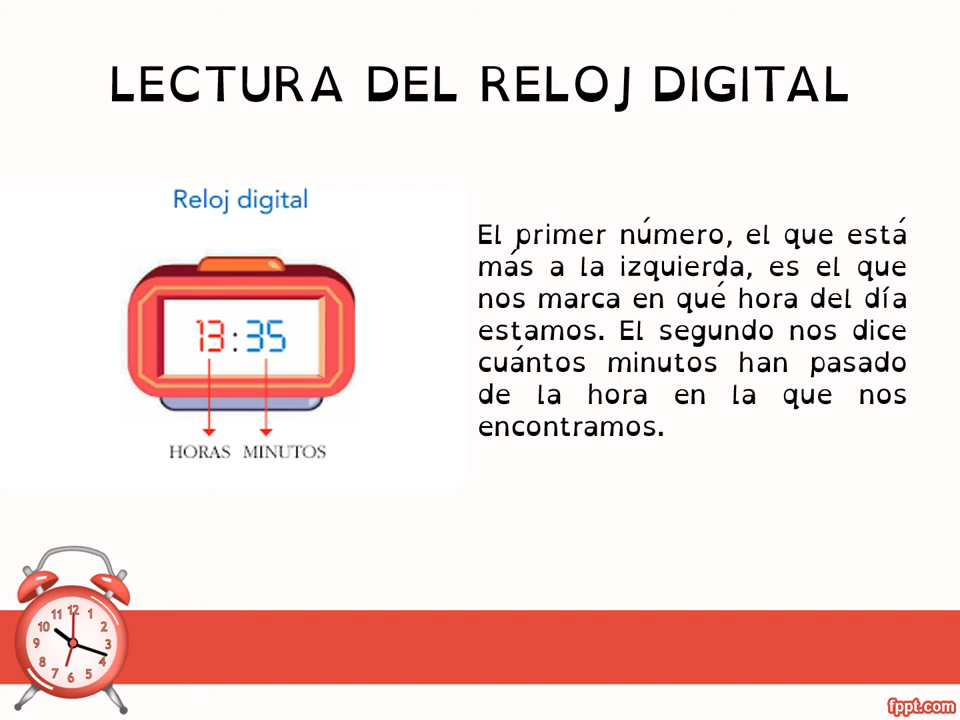 LECTURA DEL RELOJ DIGITAL
Reloj digital
13:35
HORAS MINUTOS
El primer número, el que está
más a la izquierda, es el que
nos marca en qué hora del día
estamos. El segundo nos dice
cuántos minutos han pasado
de la hora en la que nos
encontramos.
12
1
2
3
4
5
6
7
8
9
10
11
fppt.com